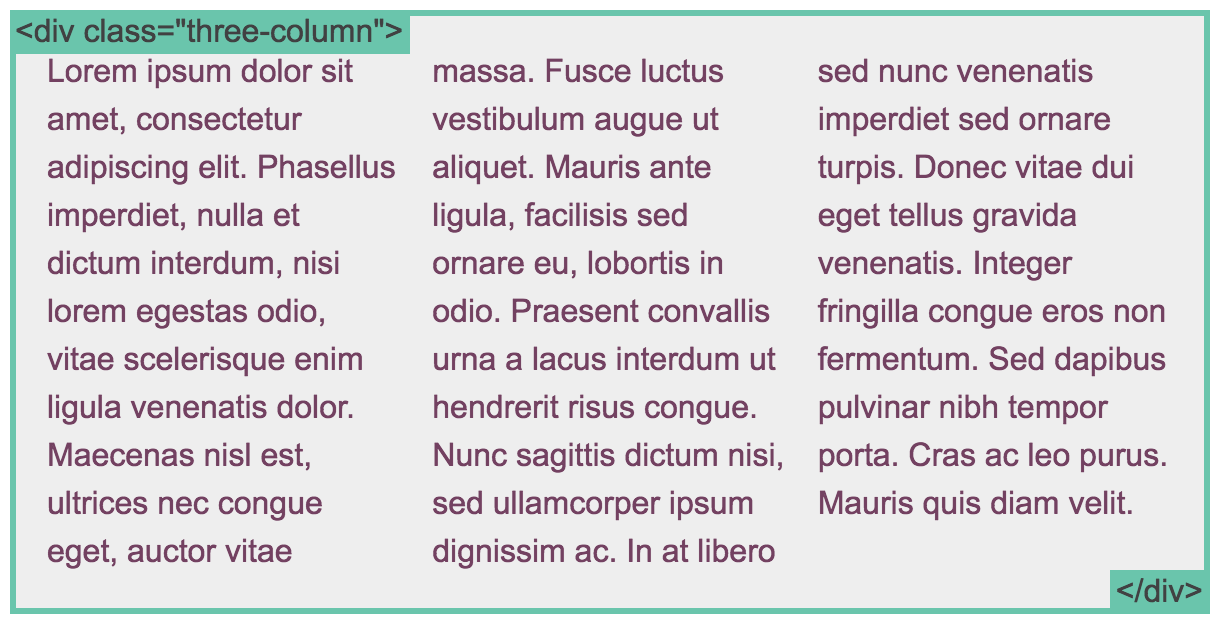 <div class="three-column">
Lorem ipsum dolor sit
amet, consectetur
adipiscing elit. Phasellus
imperdiet, nulla et
dictum interdum, nisi
lorem egestas odio,
vitae scelerisque enim
ligula venenatis dolor.
Maecenas nisl est,
ultrices nec congue
eget, auctor vitae
massa. Fusce luctus
vestibulum augue ut
aliquet. Mauris ante
ligula, facilisis sed
ornare eu, lobortis in
odio. Praesent convallis
urna a lacus interdum ut
hendrerit risus congue.
Nunc sagittis dictum nisi,
sed ullamcorper ipsum
dignissim ac. In at libero
sed nunc venenatis
imperdiet sed ornare
turpis. Donec vitae dui
eget tellus gravida
venenatis. Integer
fringilla congue eros non
fermentum. Sed dapibus
pulvinar nibh tempor
porta. Cras ac leo purus.
Mauris quis diam velit.
</div>